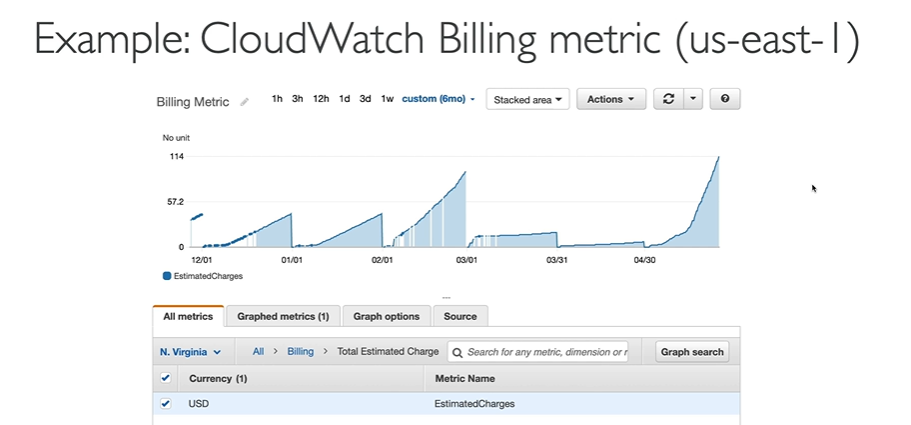 Example: CloudWatch Billing metric (us-east-1)
Billing Metric 1h 3h 12h 1d 3d 1w custom (6mo) Stacked area Actions
No unit
114
57.2
0
12/01 01/01 02/01 03/01 03/31 04/30
EstimatedCharges
All metrics Graphed metrics (1) Graph options Source
N. Virginia All > Billing > Total Estimated Charge Search for any metric, dimension or r Graph search
Currency (1) Metric Name
USD EstimatedCharges